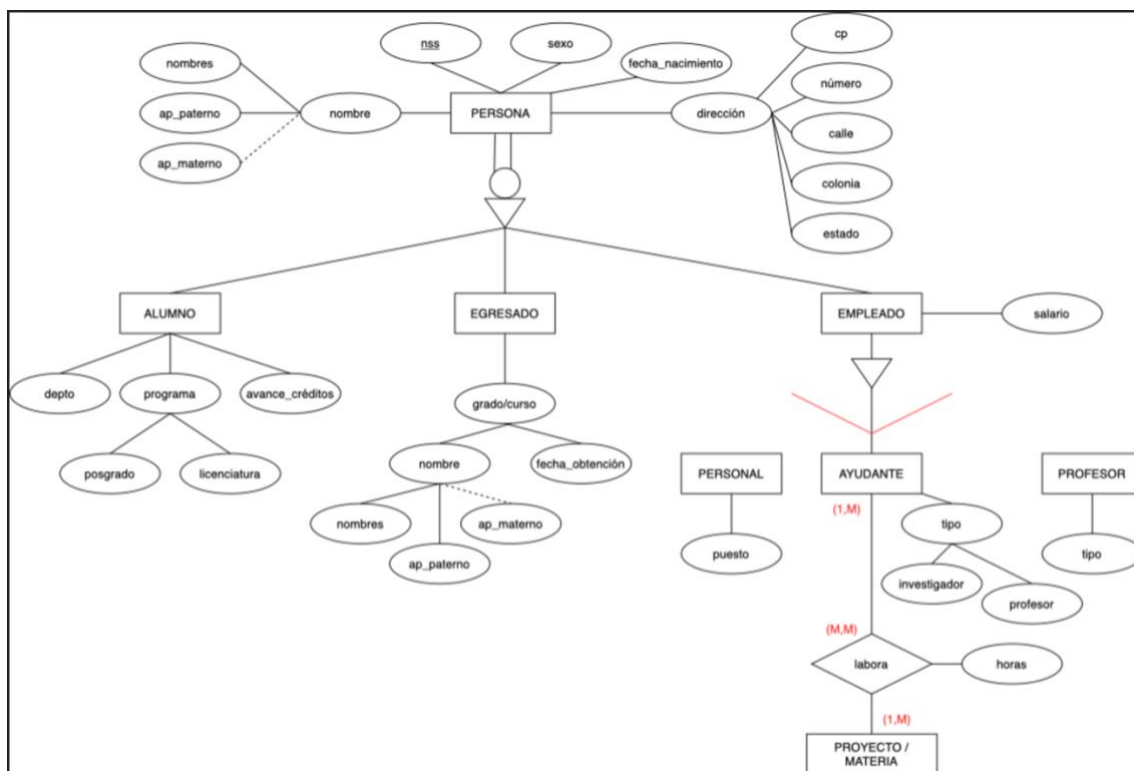 nss
sexo
cp
nombres
fecha_nacimiento
número
ap_paterno
nombre
PERSONA
dirección
calle
ap_materno
colonia
estado
ALUMNO
EGRESADO
EMPLEADO
salario
depto
programa
avance_créditos
grado/curso
posgrado
licenciatura
nombre
fecha_obtención
PERSONAL
AYUDANTE
PROFESOR
(1,M)
nombres
ap_materno
tipo
puesto
tipo
ap_paterno
investigador
profesor
(M,M)
labora
horas
(1,M)
PROYECTO /
MATERIA